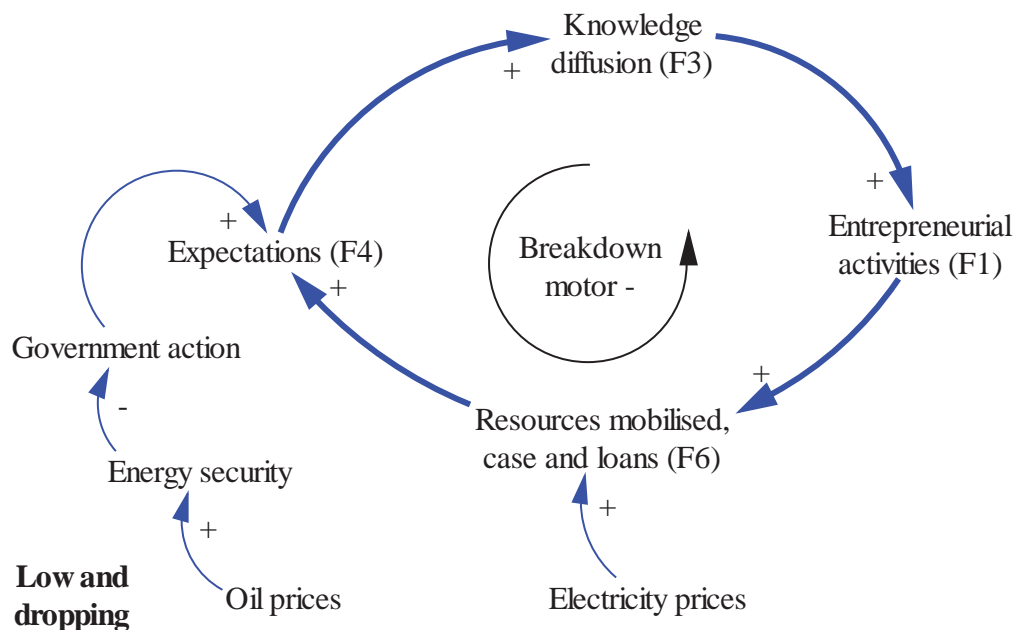 Knowledge
diffusion (F3)
+
+
Entrepreneurial
activities (F1)
+
Expectations (F4)
+
Breakdown
motor -
Government action
+
-
Resources mobilised,
case and loans (F6)
Energy security
+
+
Low and
dropping
Oil prices
Electricity prices